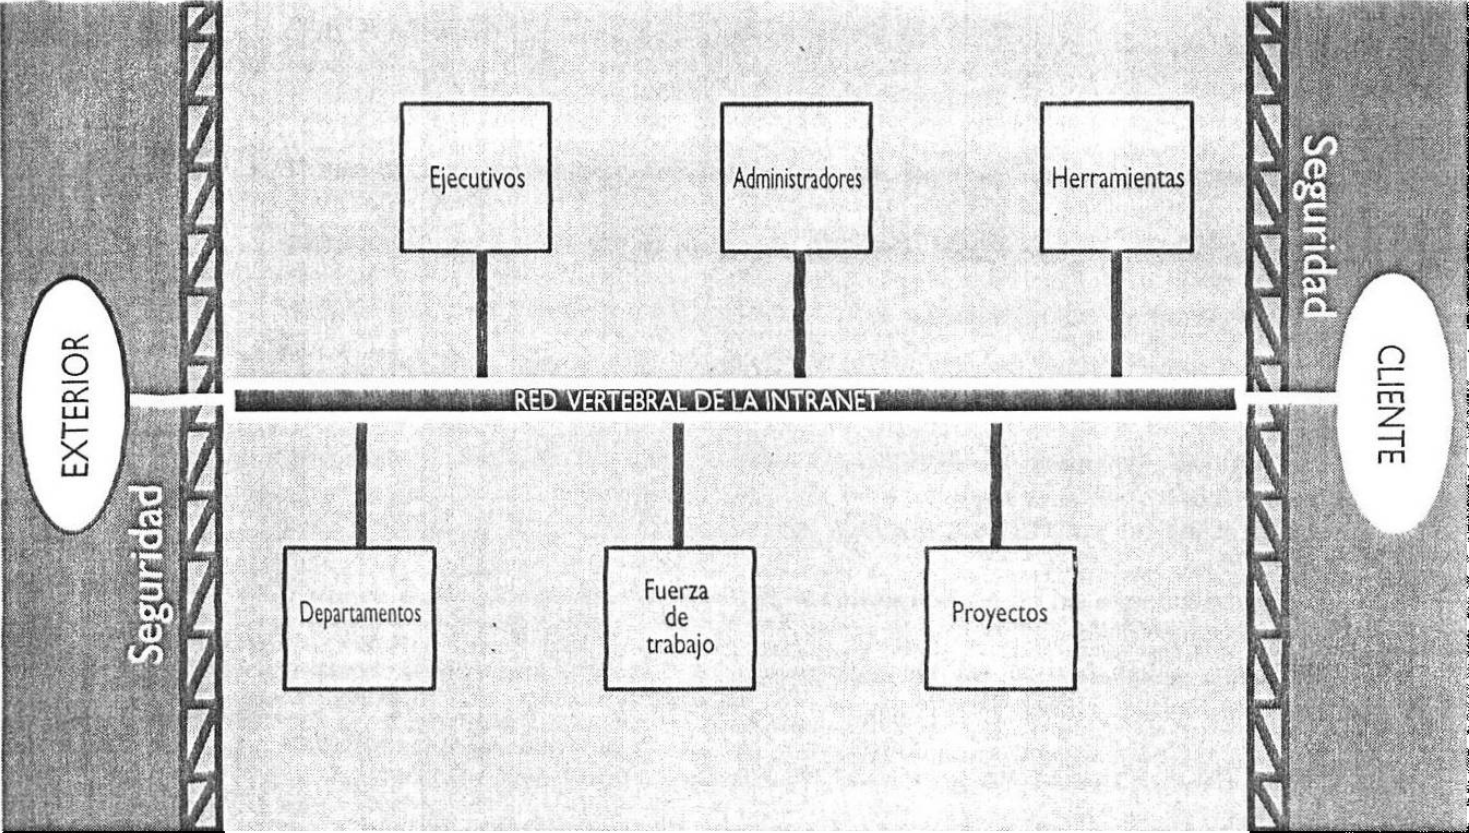 Ejecutivos
Administradores
Herramientas
Seguridad
EXTERIOR
RED VERTEBRAL DE LA INTRANET
CLIENTE
Seguridad
Departamentos
Fuerza
de
trabajo
Proyectos